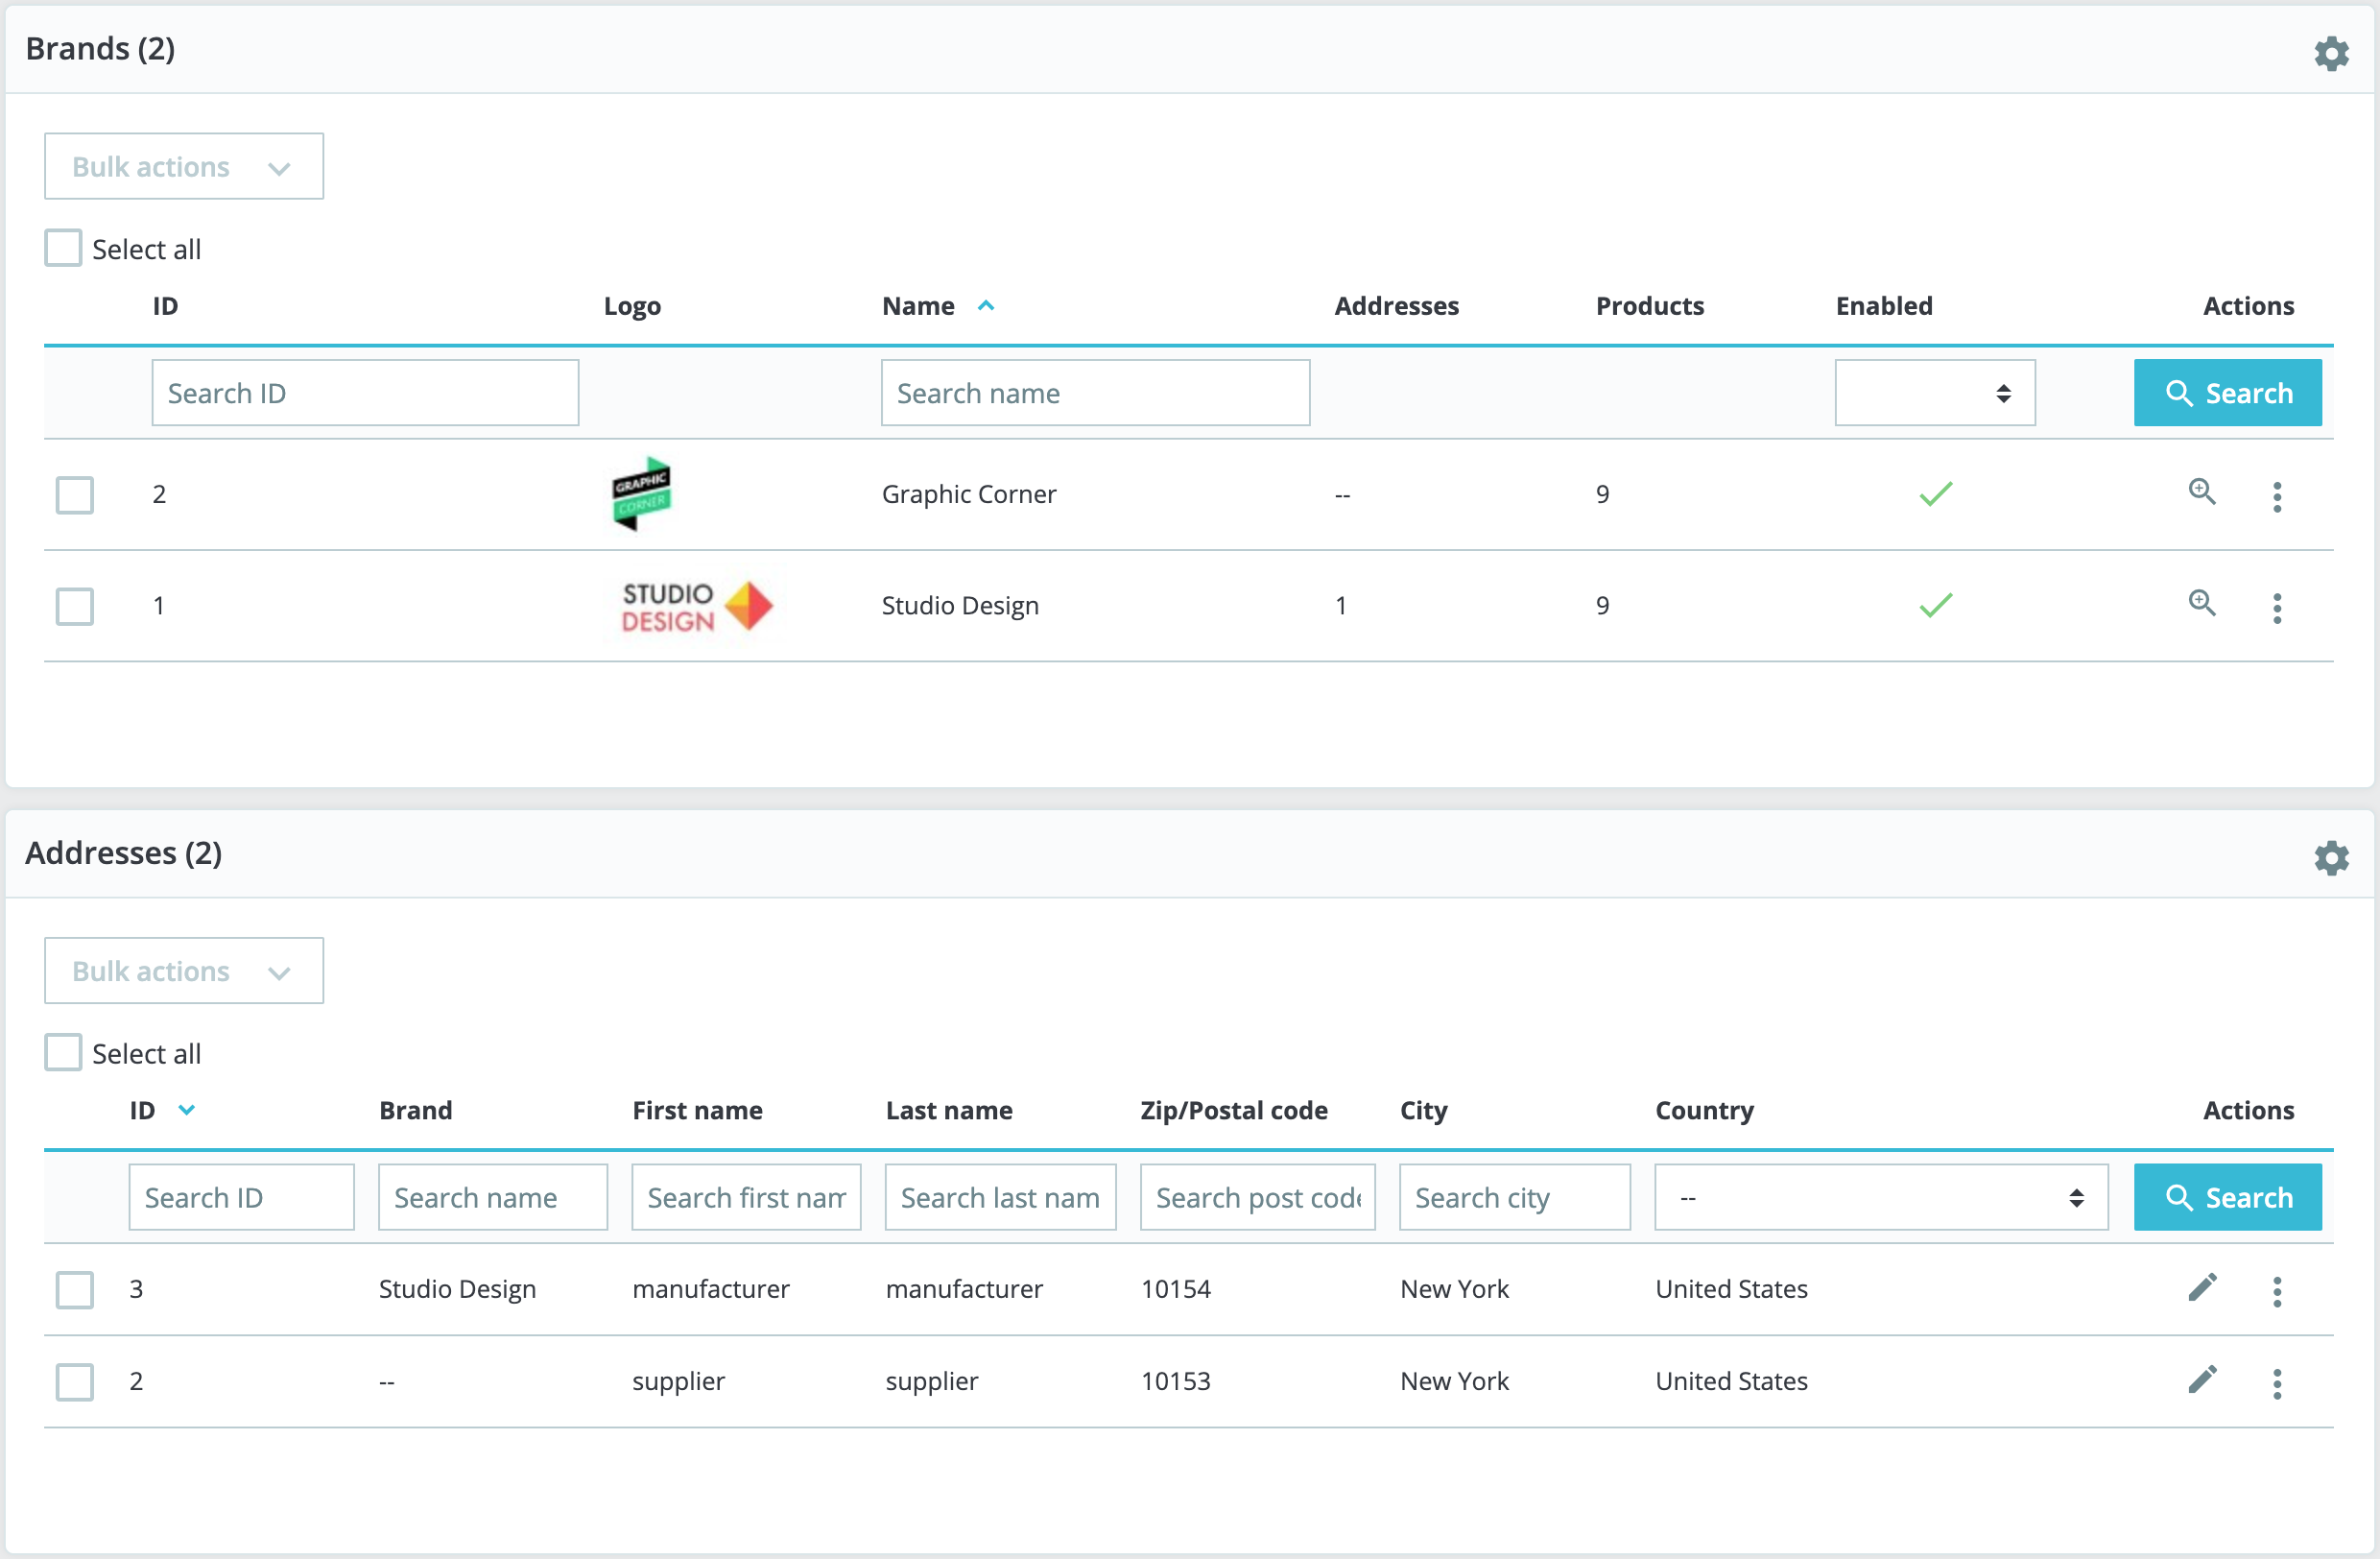 Brands (2)
Bulk actions
Select all
ID Logo Name Addresses Products Enabled Actions
Search ID Search name Search
2 GRAPHIC CORNER Graphic Corner -- 9
1 STUDIO DESIGN Studio Design 1 9
Addresses (2)
Bulk actions
Select all
ID Brand First name Last name Zip/Postal code City Country Actions
Search ID Search name Search first nam Search last nam Search post code Search city -- Search
3 Studio Design manufacturer manufacturer 10154 New York United States
2 -- supplier supplier 10153 New York United States